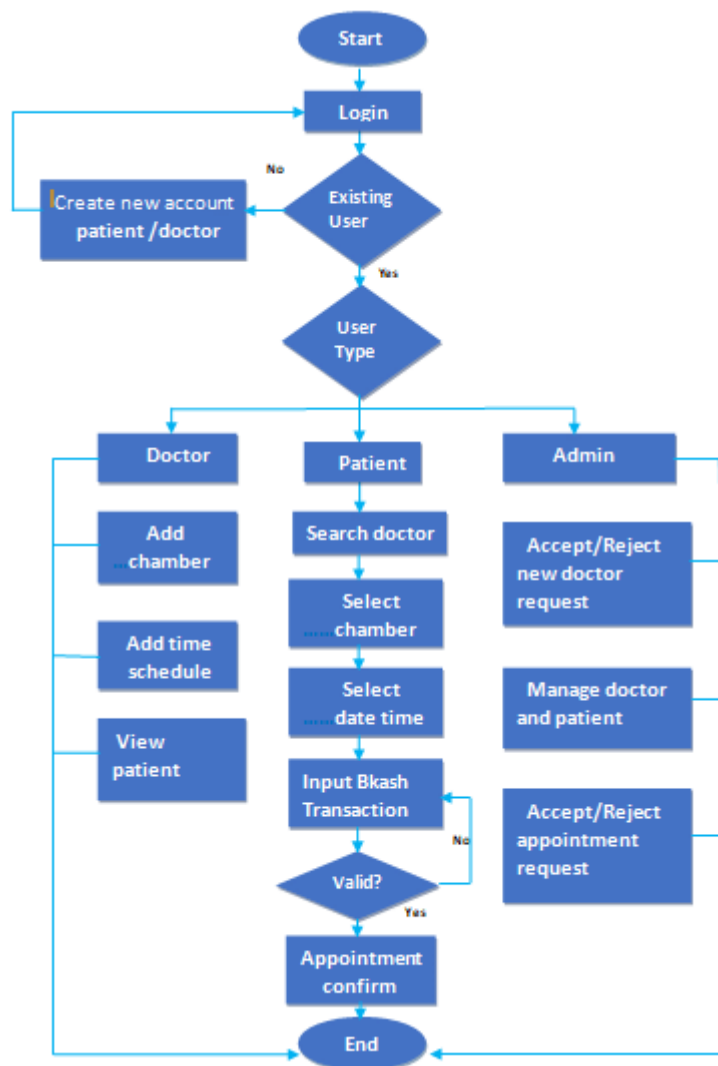 Start
Login
No
Existing
User
Create new account
patient /doctor
Yes
User
Type
Doctor
Patient
Admin
Add
...chamber
Search doctor
Accept/Reject
new doctor
request
Select
......chamber
Add time
schedule
Select
......date time
Manage doctor
and patient
View
patient
Input Bkash
Transaction
No
Accept/Reject
appointment
request
Valid?
Yes
Appointment
confirm
End